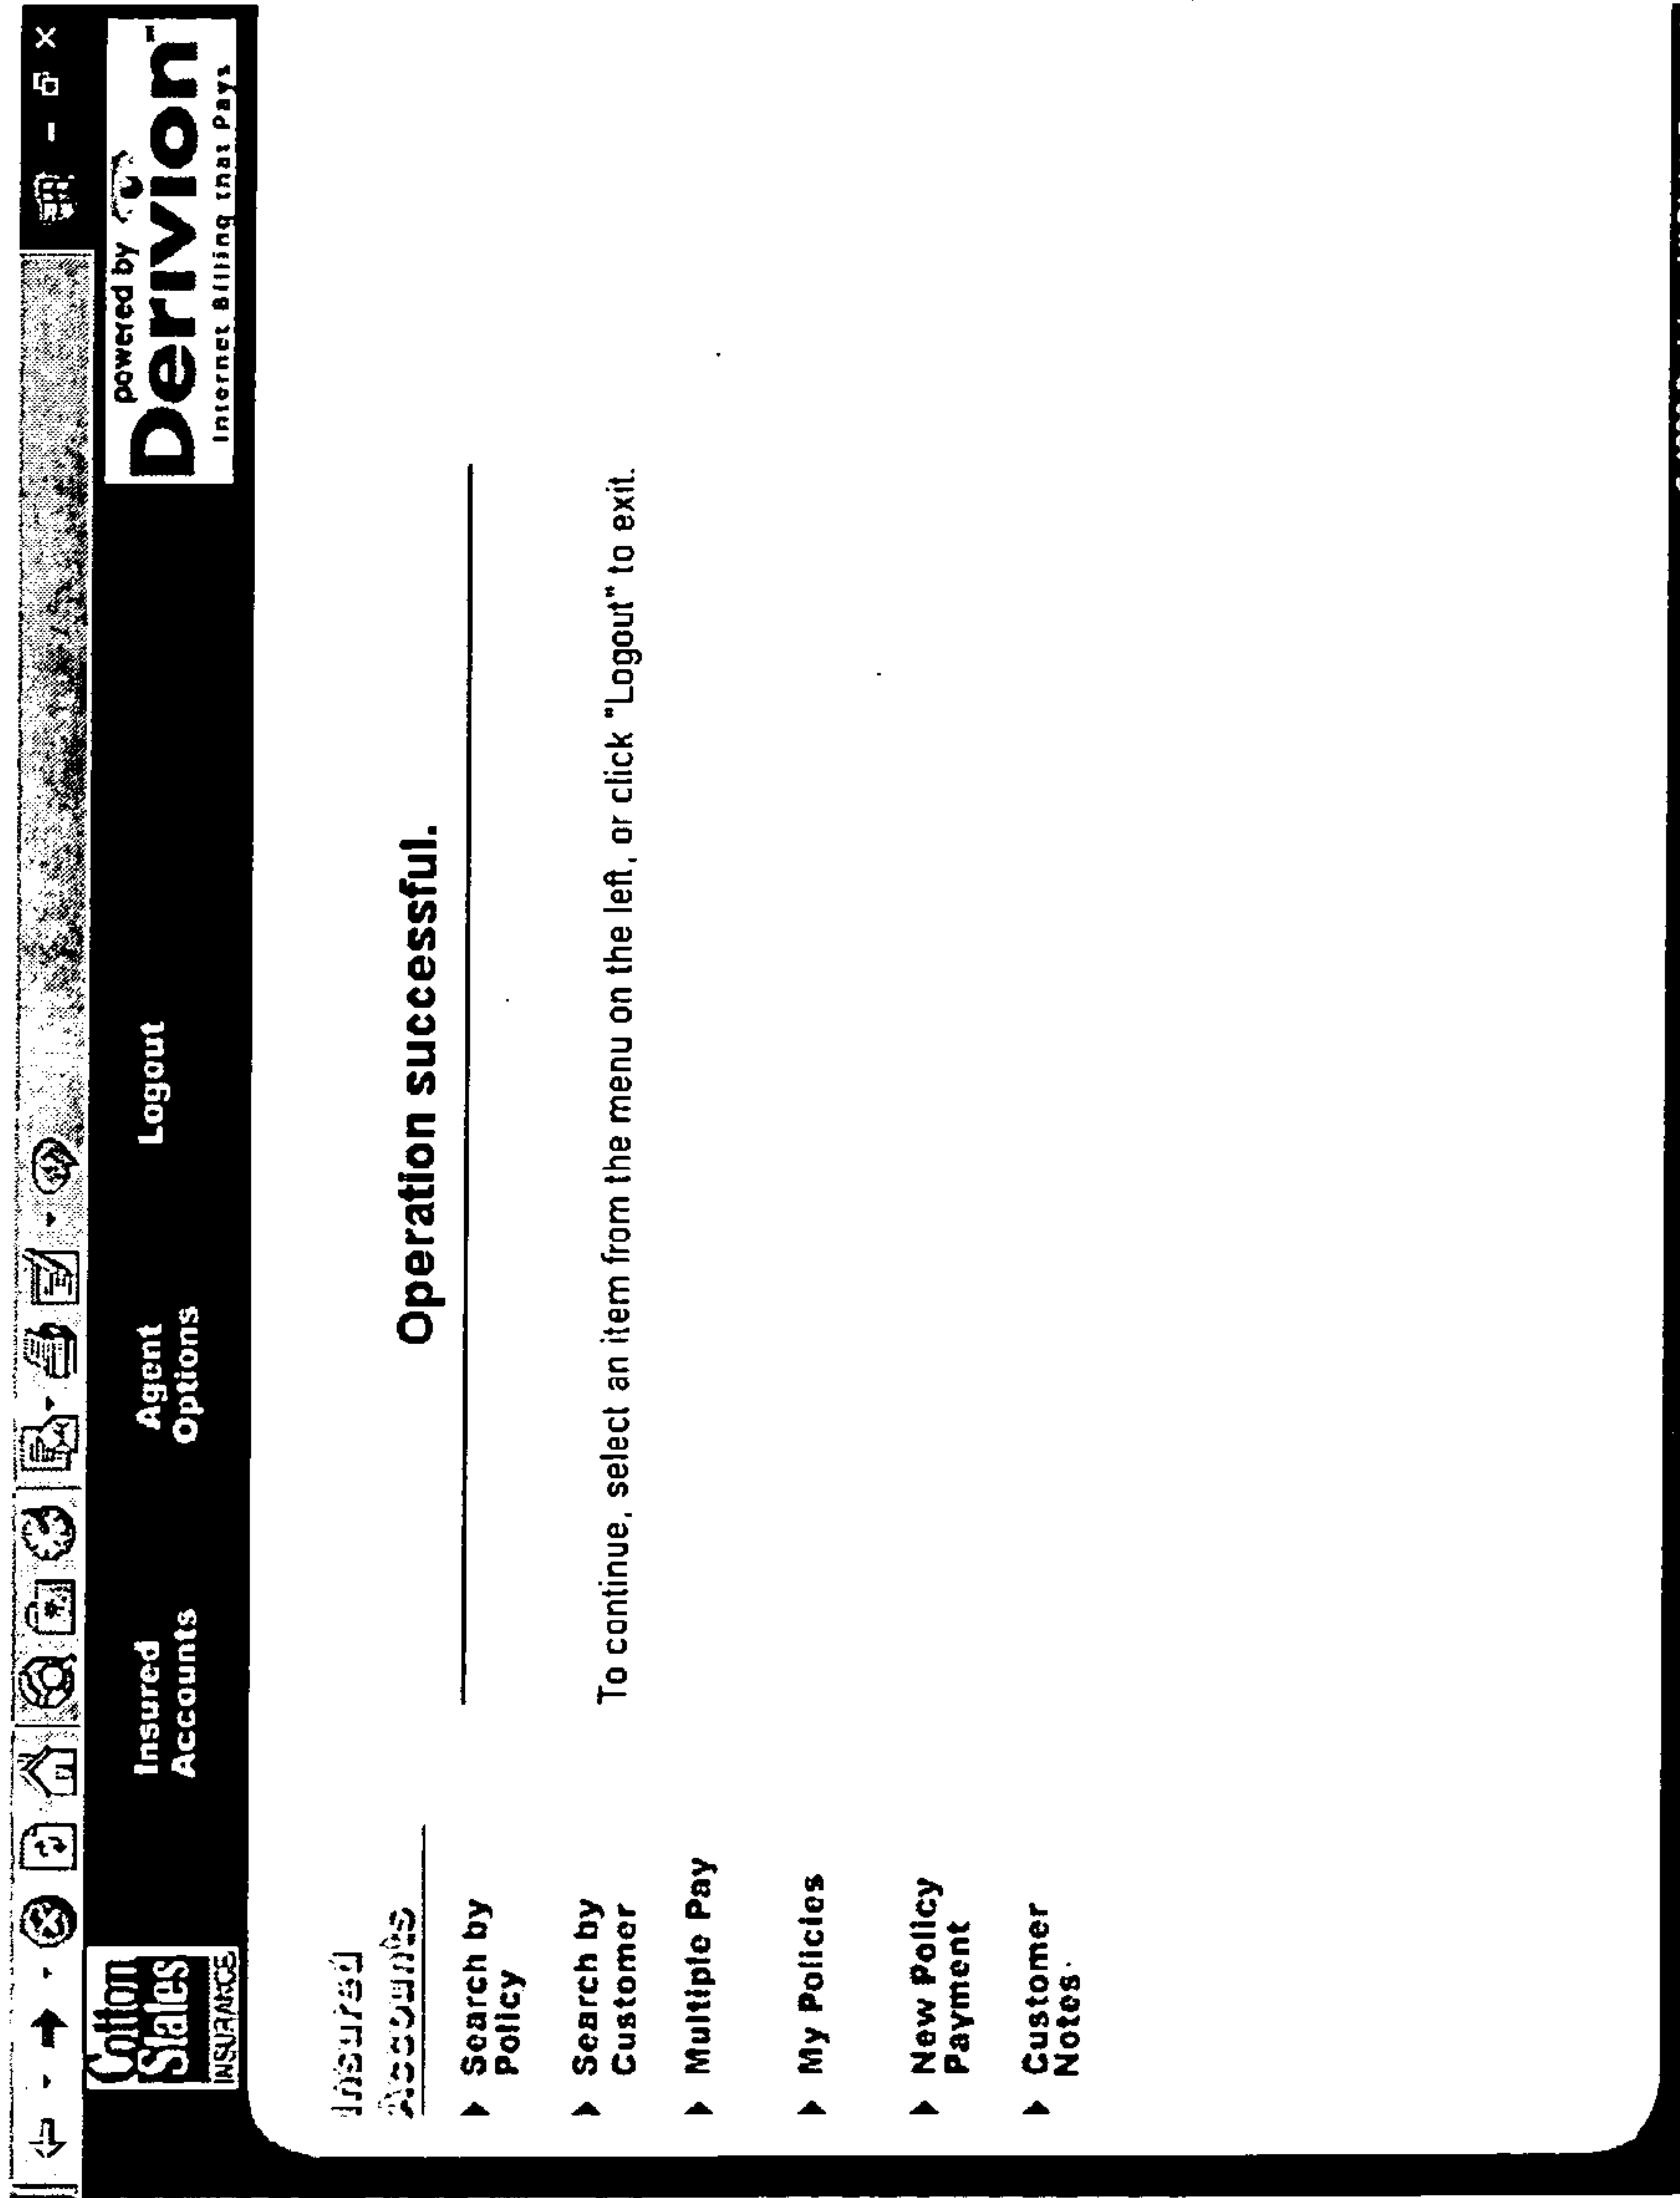 Cotton
States
INSURANCE
Insured
Accounts
Agent
Options
Logout
powered by
Derivion
Internet Billing that Pays
Insured
Accounts
Search by
Policy
Search by
Customer
Multiple Pay
My Policies
New Policy
Payment
Customer
Notes
Operation successful.
To continue, select an item from the menu on the left, or click "Logout" to exit.